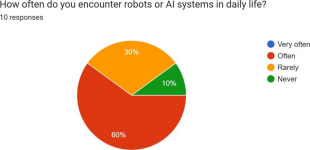 How often do you encounter robots or AI systems in daily life?
10 responses
Very often
Often
Rarely
Never
30%
10%
60%